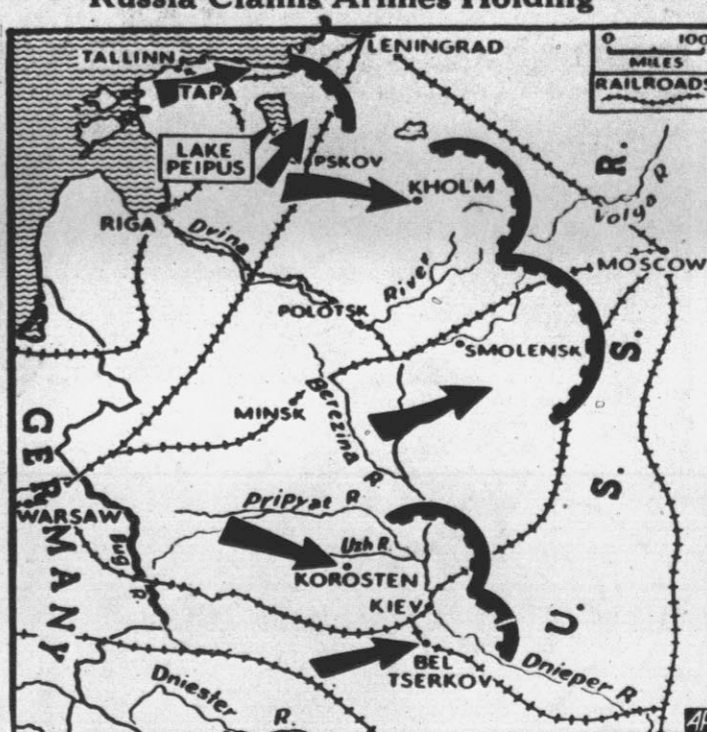 Russia Claims Armies Holding
TALLINN
LENINGRAD
0 100
MILES
RAILROADS
TAPA
LAKE
PEIPUS
PSKOV
KHOLM
R.
Volga R
RIGA
Dvina
MOSCOW
River
POLOTSK
SMOLENSK
S.
MINSK
Berezina R
S.
GERMANY
WARSAW
Bug R
Pripyat R
Uzh R.
KOROSTEN
KIEV
U.
BEL
TSERKOV
Dnieper R
Dniester
R.
AP